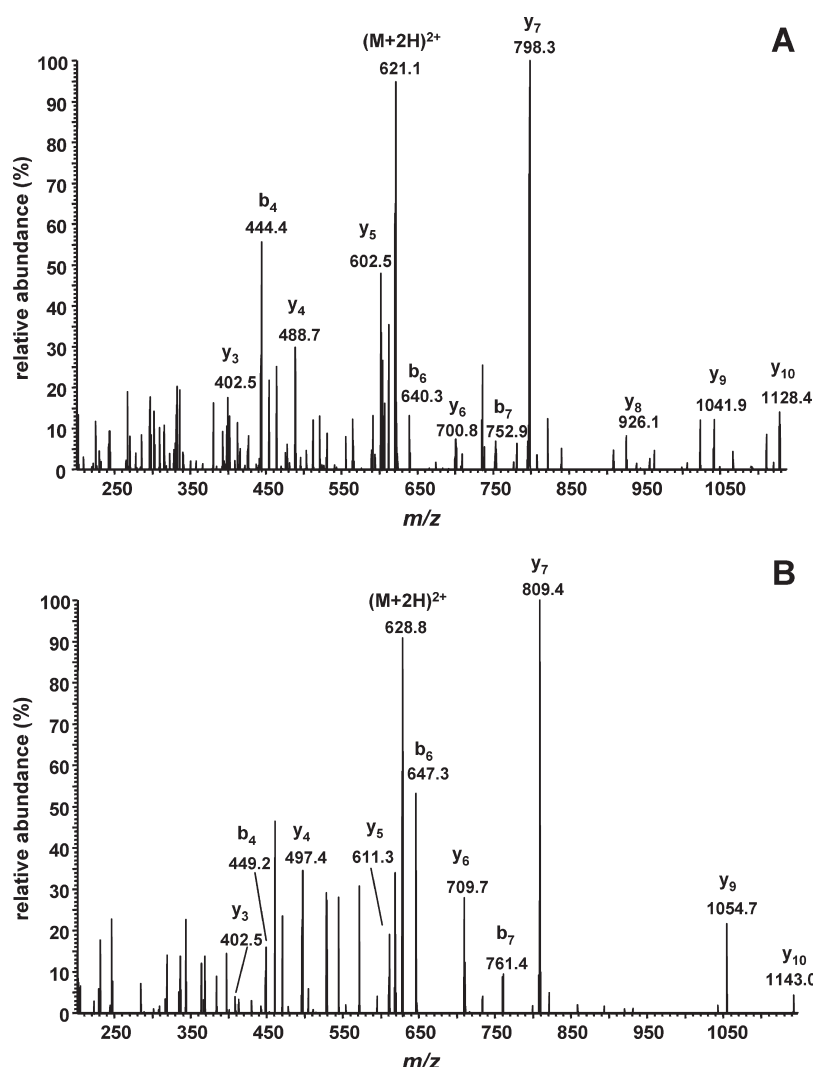 A
y7
798.3
(M+2H)2+
621.1
b4
444.4
y5
602.5
y4
488.7
y3
402.5
b6
640.3
y6
700.8
b7
752.9
y8
926.1
y9
1041.9
y10
1128.4
relative abundance (%)
100
90
80
70
60
50
40
30
20
10
0
250 350 450 550 650 750 850 950 1050
m/z
B
y7
809.4
(M+2H)2+
628.8
b6
647.3
b4
449.2
y4
497.4
y5
611.3
y3
402.5
y6
709.7
b7
761.4
y9
1054.7
y10
1143.0
relative abundance (%)
100
90
80
70
60
50
40
30
20
10
0
250 350 450 550 650 750 850 950 1050
m/z